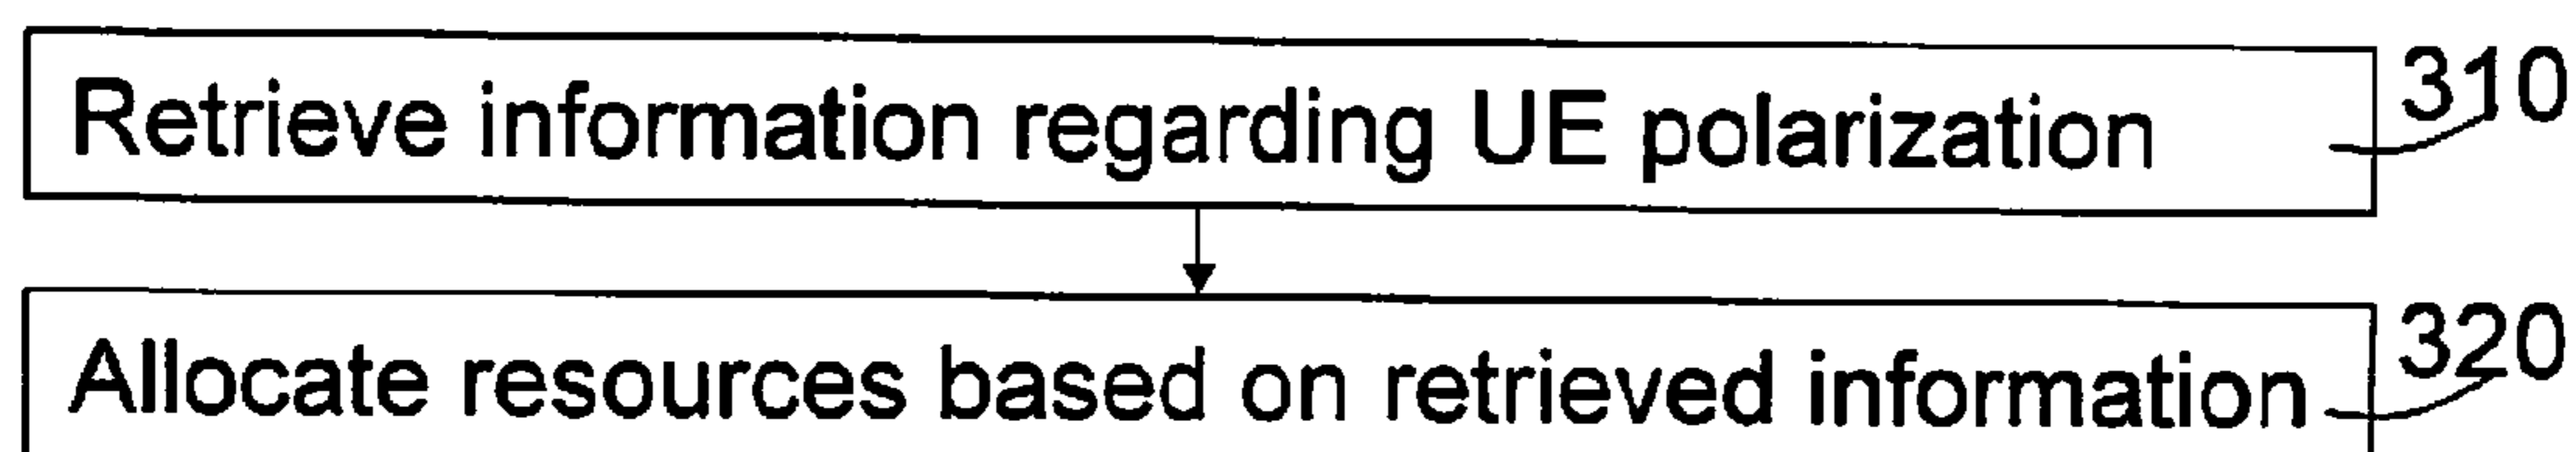 Retrieve information regarding UE polarization 310
Allocate resources based on retrieved information 320